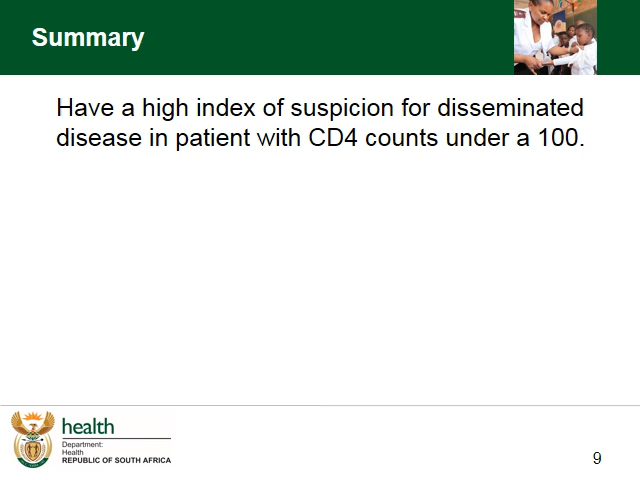 Summary
Have a high index of suspicion for disseminated
disease in patient with CD4 counts under a 100.
health
Department:
Health
REPUBLIC OF SOUTH AFRICA
9